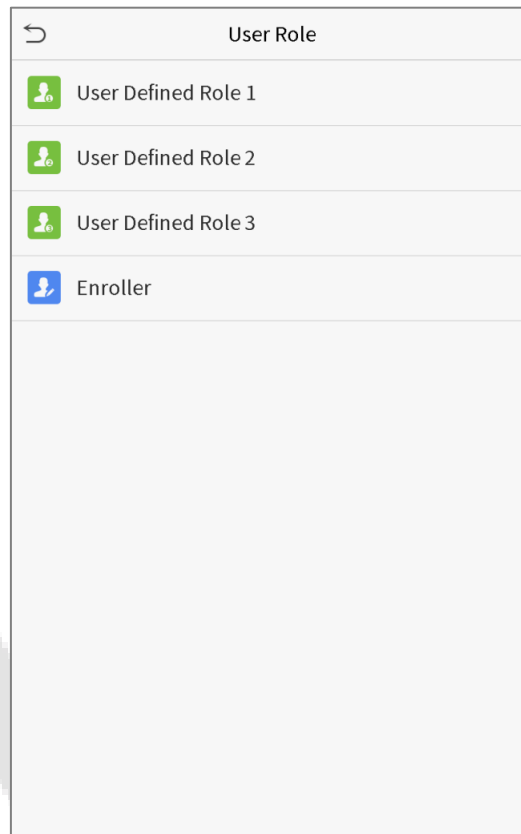 User Role
User Defined Role 1
User Defined Role 2
User Defined Role 3
Enroller